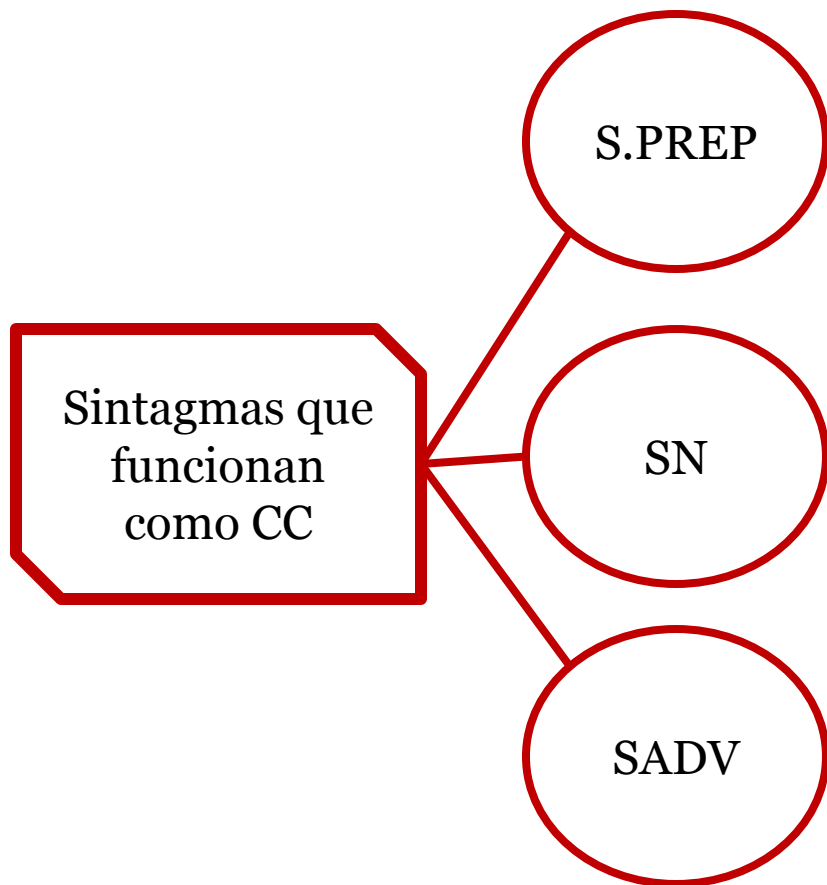 Sintagmas que
funcionan
como CC
S.PREP
SN
SADV